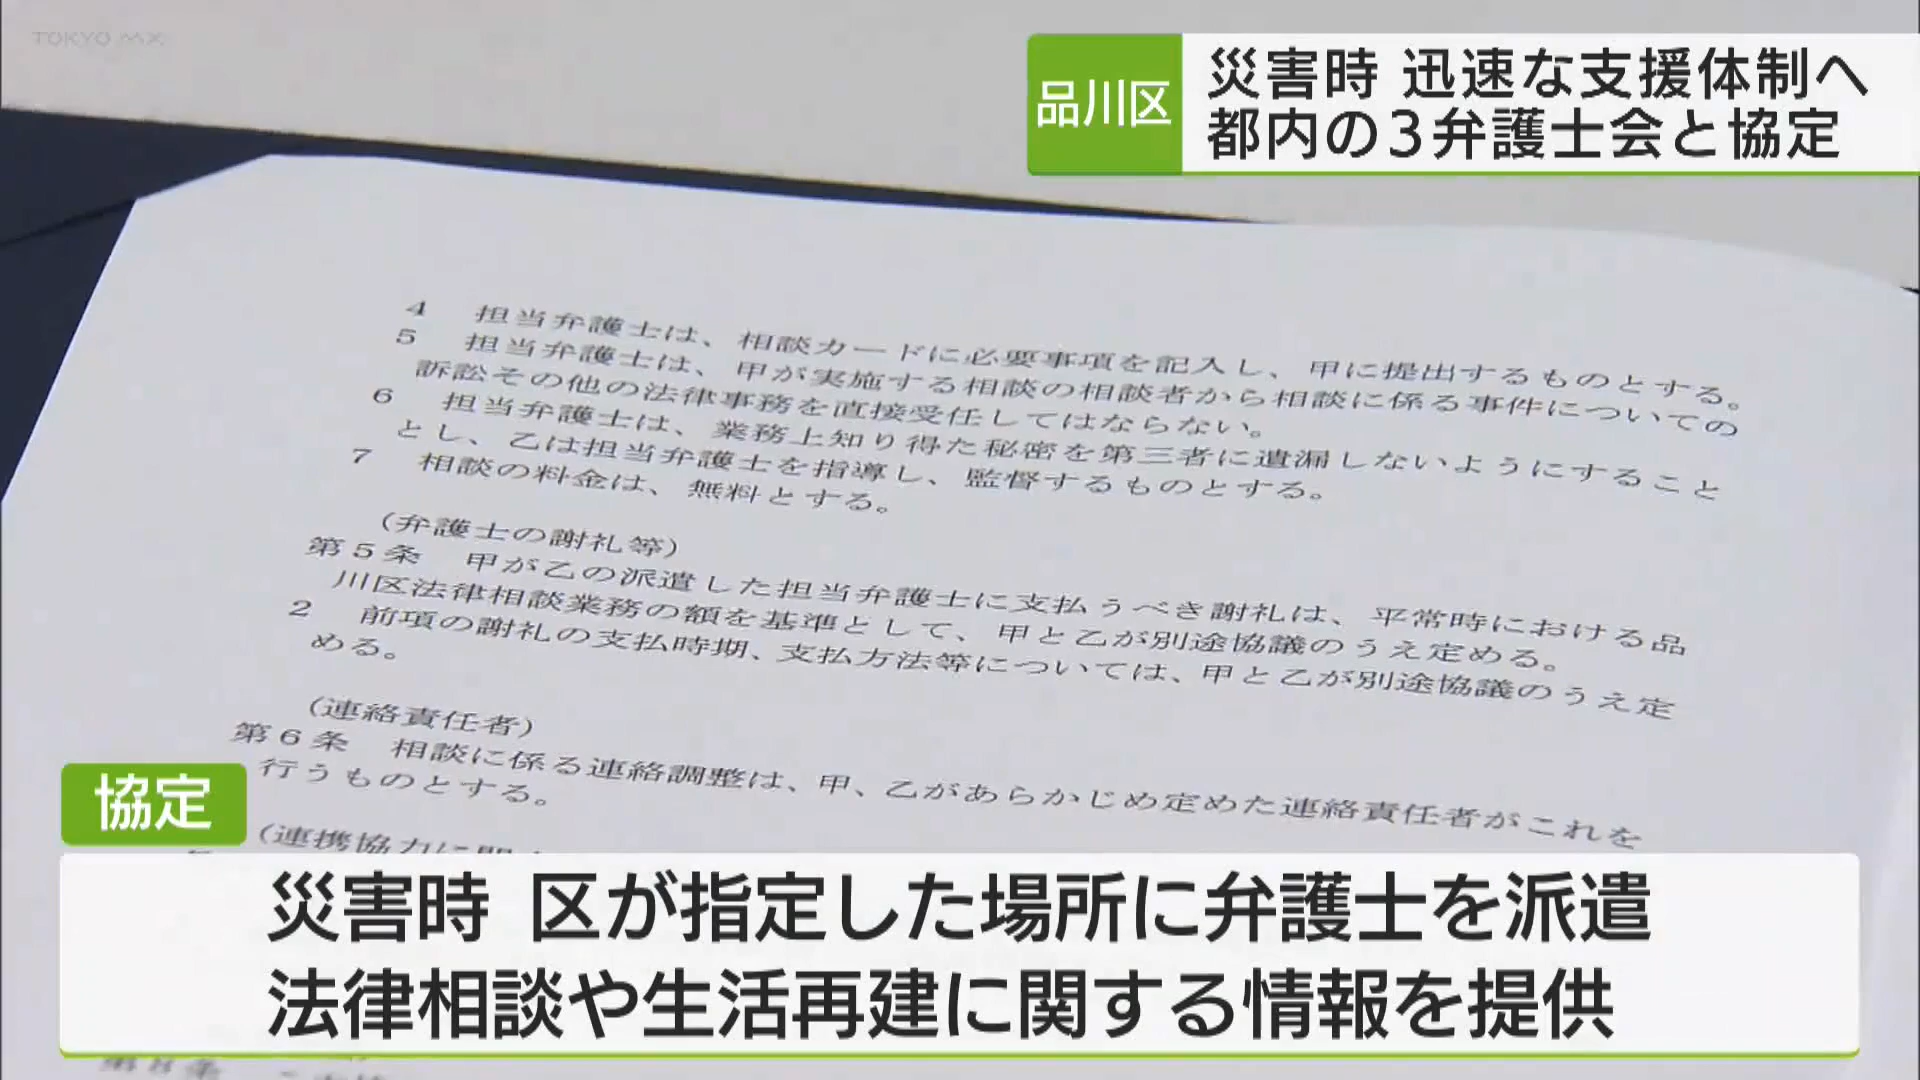 TOKYO MX
品川区
災害時 迅速な支援体制へ
都内の3弁護士会と協定
4 担当弁護士は、相談カードに必要事項を記入し、甲に提出するものとする。
5 担当弁護士は、甲が実施する相談の相談者から相談に係る事件についての
訴訟その他の法律事務を直接受任してはならない。
6 担当弁護士は、業務上知り得た秘密を第三者に遺漏しないようにすること
とし、乙は担当弁護士を指導し、監督するものとする。
7 相談の料金は、無料とする。
(弁護士の謝礼等)
第5条 甲が乙の派遣した担当弁護士に支払うべき謝礼は、平常時における品
川区法律相談業務の額を基準として、甲と乙が別途協議のうえ定める。
2 前項の謝礼の支払時期、支払方法等については、甲と乙が別途協議のうえ定
める。
(連絡責任者)
第6条 相談に係る連絡調整は、甲、乙があらかじめ定めた連絡責任者がこれを
行うものとする。
(連携協力に
協定
災害時 区が指定した場所に弁護士を派遣
法律相談や生活再建に関する情報を提供
第8条